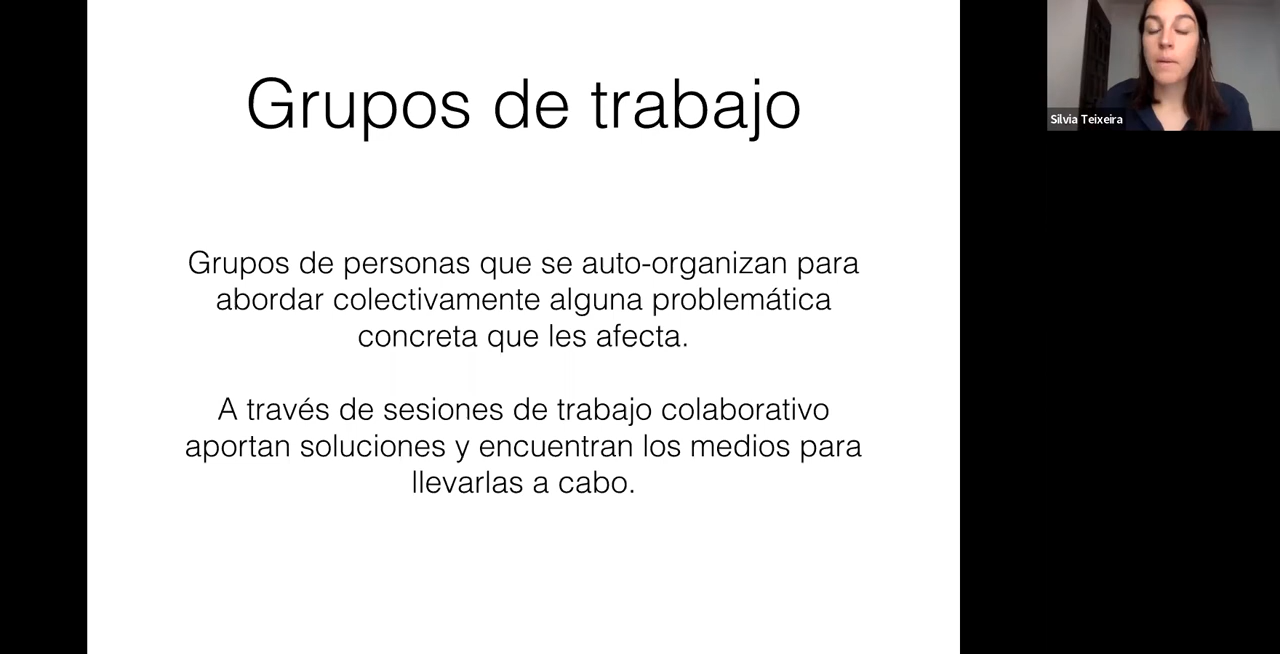 Grupos de trabajo
Grupos de personas que se auto-organizan para
abordar colectivamente alguna problemática
concreta que les afecta.
A través de sesiones de trabajo colaborativo
aportan soluciones y encuentran los medios para
llevarlas a cabo.
Silvia Teixeira